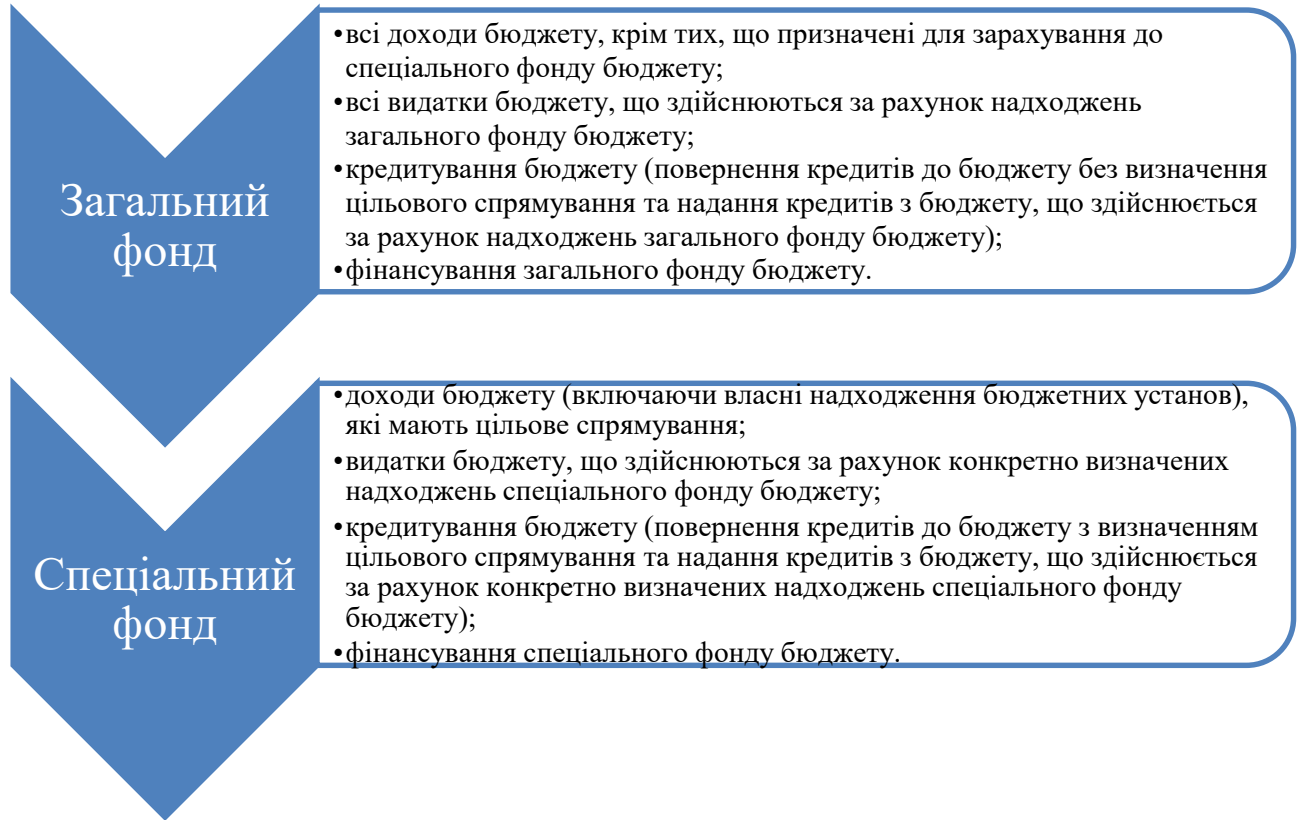 Загальний
фонд
•всі доходи бюджету, крім тих, що призначені для зарахування до
спеціального фонду бюджету;
•всі видатки бюджету, що здійснюються за рахунок надходжень
загального фонду бюджету;
•кредитування бюджету (повернення кредитів до бюджету без визначення
цільового спрямування та надання кредитів з бюджету, що здійснюється
за рахунок надходжень загального фонду бюджету);
•фінансування загального фонду бюджету.
Спеціальний
фонд
•доходи бюджету (включаючи власні надходження бюджетних установ),
які мають цільове спрямування;
•видатки бюджету, що здійснюються за рахунок конкретно визначених
надходжень спеціального фонду бюджету;
•кредитування бюджету (повернення кредитів до бюджету з визначенням
цільового спрямування та надання кредитів з бюджету, що здійснюється
за рахунок конкретно визначених надходжень спеціального фонду
бюджету);
•фінансування спеціального фонду бюджету.